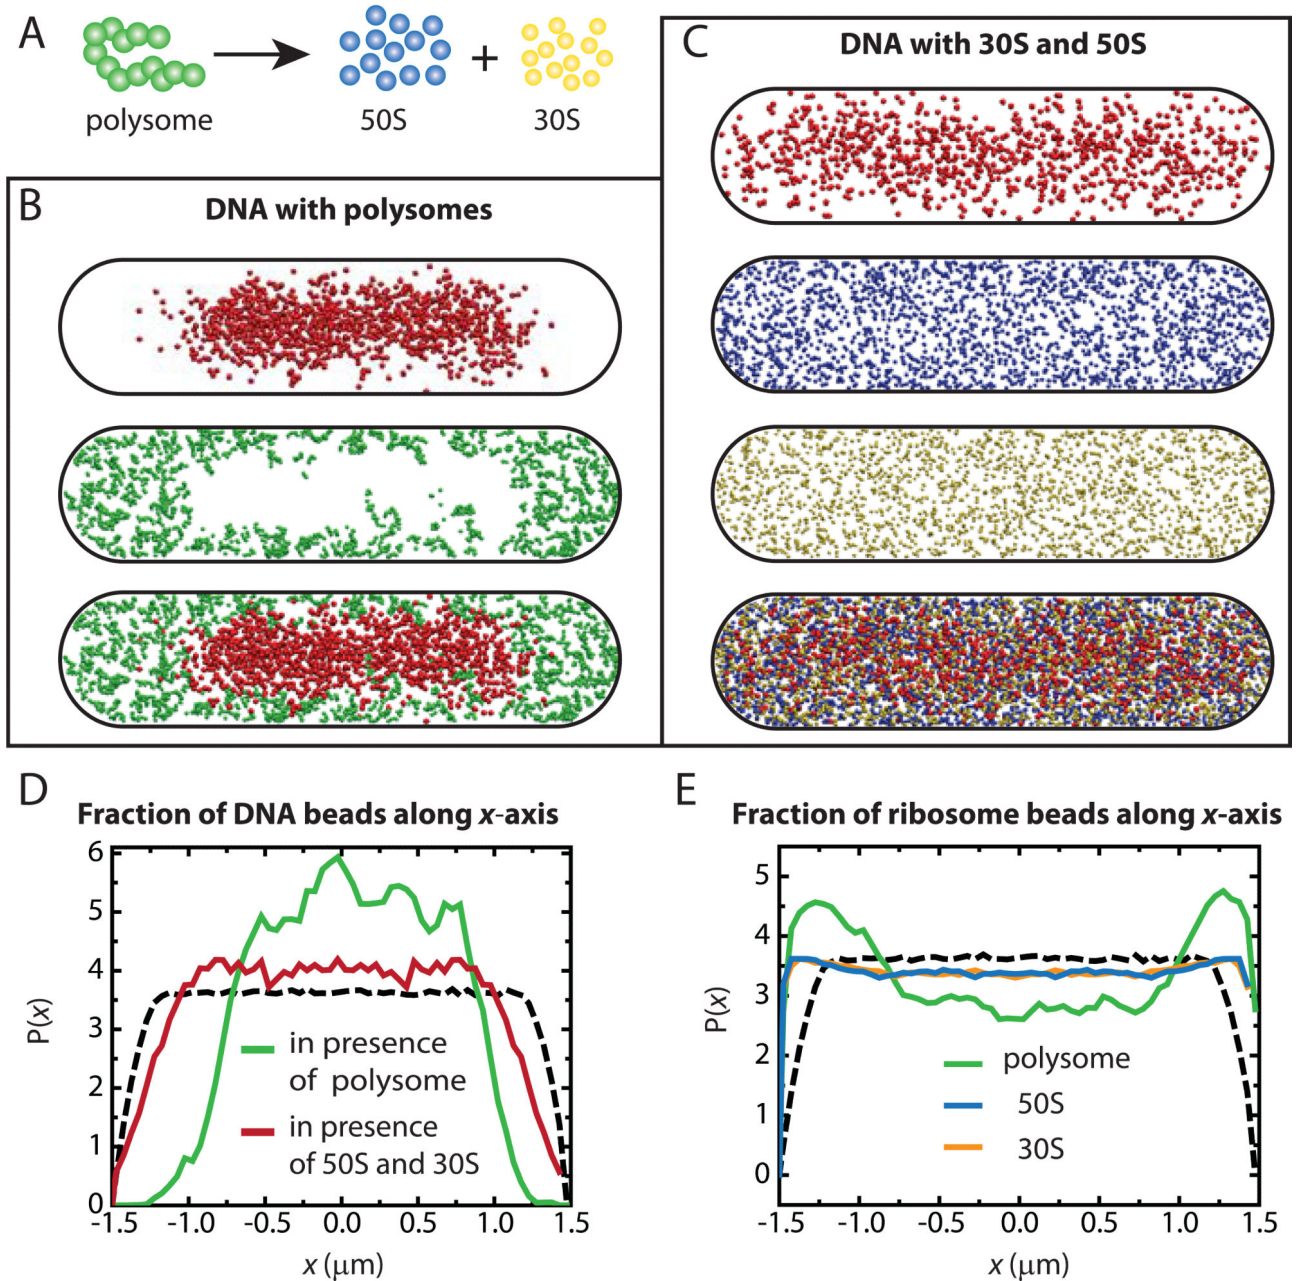 A
polysome
50S
+
30S
B
DNA with polysomes
C
DNA with 30S and 50S
D
Fraction of DNA beads along x-axis
P(x)
6
5
4
3
2
1
0
in presence
of polysome
in presence
of 50S and 30S
-1.5
-1.0
-0.5
0.0
0.5
1.0
1.5
x (μm)
E
Fraction of ribosome beads along x-axis
P(x)
5
4
3
2
1
0
polysome
50S
30S
-1.5
-1.0
-0.5
0.0
0.5
1.0
1.5
x (μm)